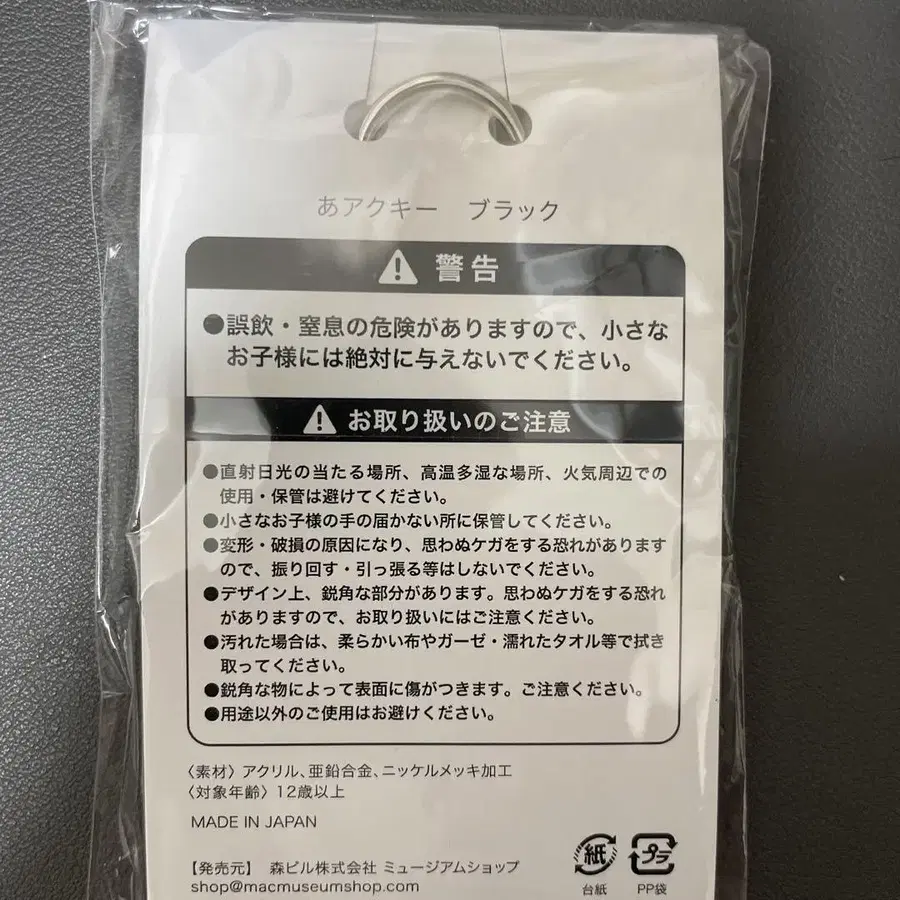 あアクキー　ブラック
警告
●誤飲・窒息の危険がありますので、小さな
お子様には絶対に与えないでください。
お取り扱いのご注意
●直射日光の当たる場所、高温多湿な場所、火気周辺での
使用・保管は避けてください。
●小さなお子様の手の届かない所に保管してください。
●変形・破損の原因になり、思わぬケガをする恐れがあります
ので、振り回す・引っ張る等はしないでください。
●デザイン上、鋭角な部分があります。思わぬケガをする恐れ
がありますので、お取り扱いにはご注意ください。
●汚れた場合は、柔らかい布やガーゼ・濡れたタオル等で拭き
取ってください。
●鋭角な物によって表面に傷がつきます。ご注意ください。
●用途以外のご使用はお避けください。
〈素材〉アクリル、亜鉛合金、ニッケルメッキ加工
〈対象年齢〉12歳以上
MADE IN JAPAN
【発売元】　森ビル株式会社 ミュージアムショップ
shop@macmuseumshop.com
紙 プラ
台紙 PP袋